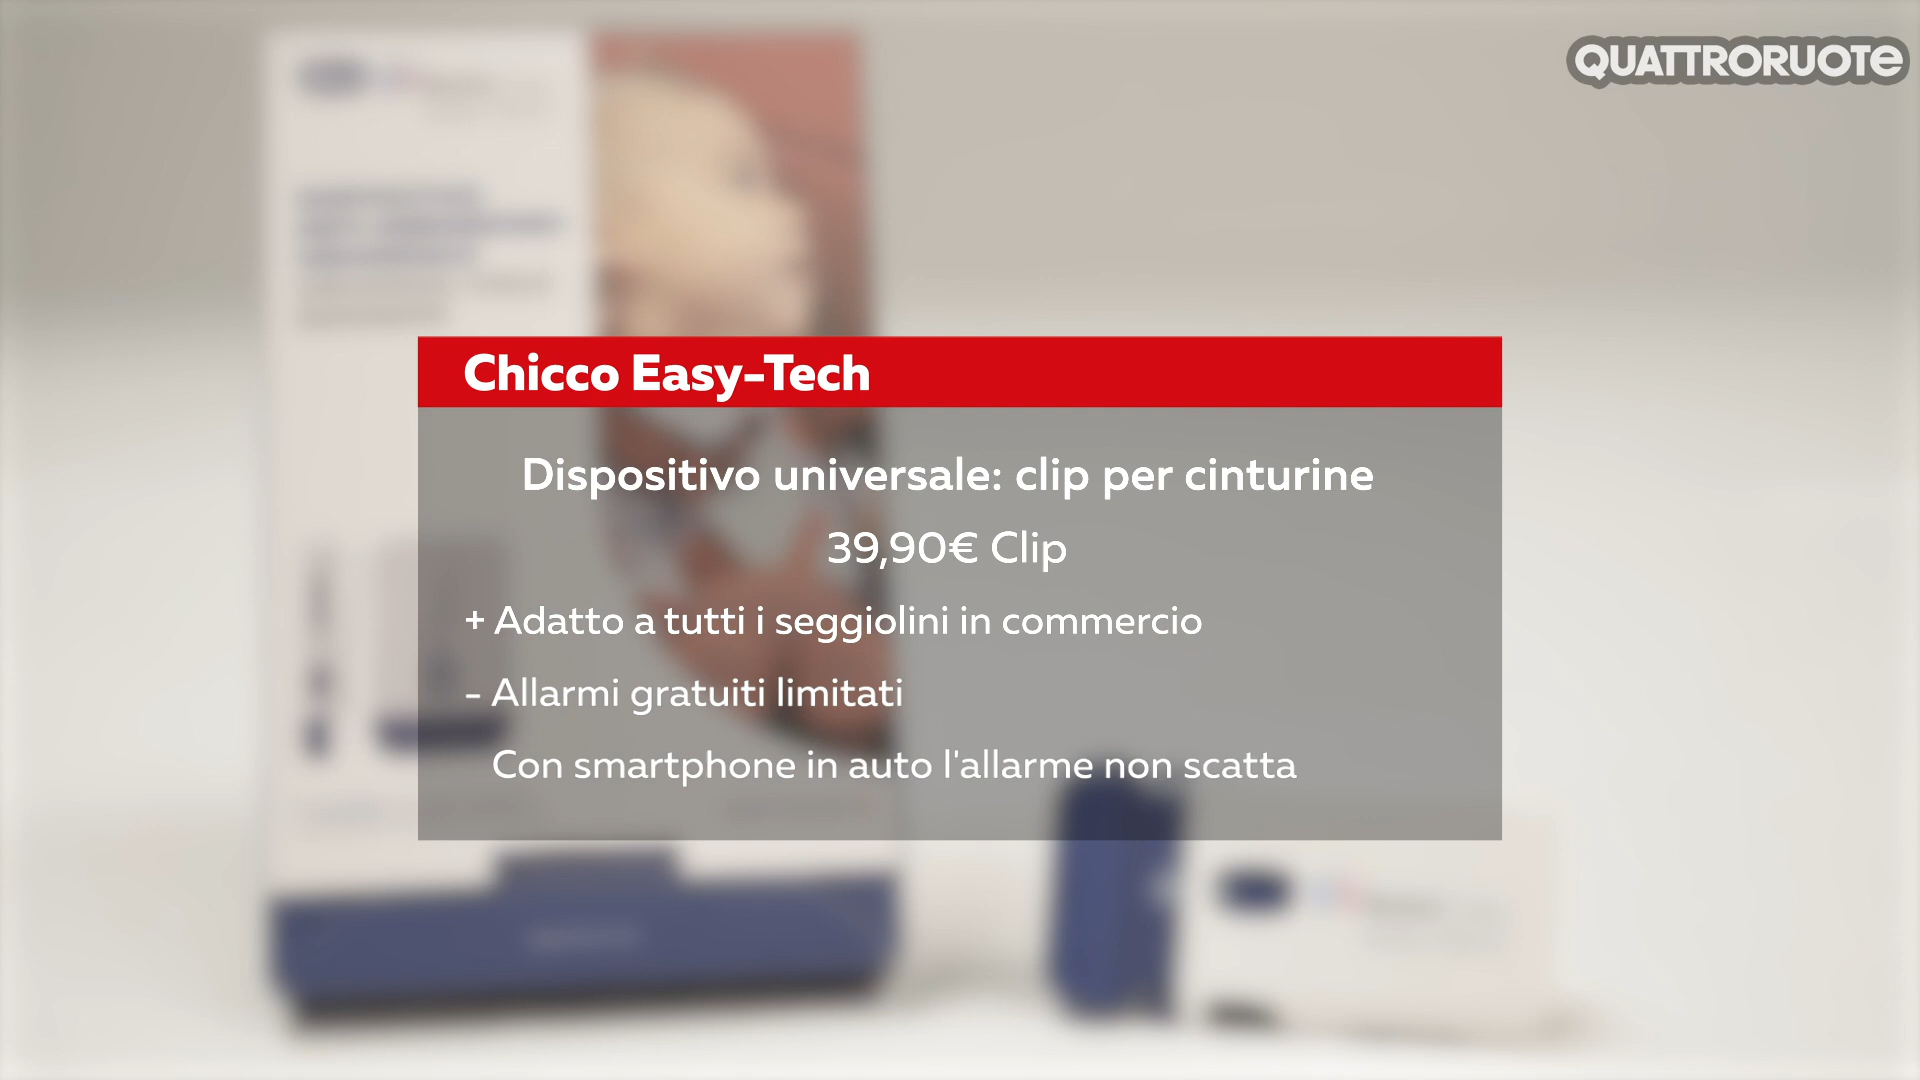 QUATTRORUOTE
Chicco Easy-Tech
Dispositivo universale: clip per cinturine
39,90€ Clip
+ Adatto a tutti i seggiolini in commercio
- Allarmi gratuiti limitati
Con smartphone in auto l'allarme non scatta